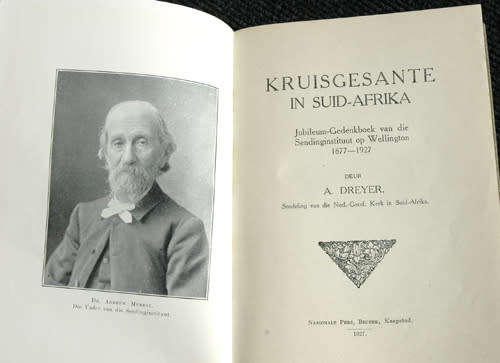 Dr. Andrew Murray.
Die Vader van die Sendinginstituut.
KRUISGESANTE
IN SUID-AFRIKA
Jubileum-Gedenkboek van die
Sendinginstituut op Wellington
1877—1927
DEUR
A. DREYER,
Sendeling van die Ned.-Geref. Kerk in Suid-Afrika.
Nasionale Pers, Beperk, Kaapstad.
1927.